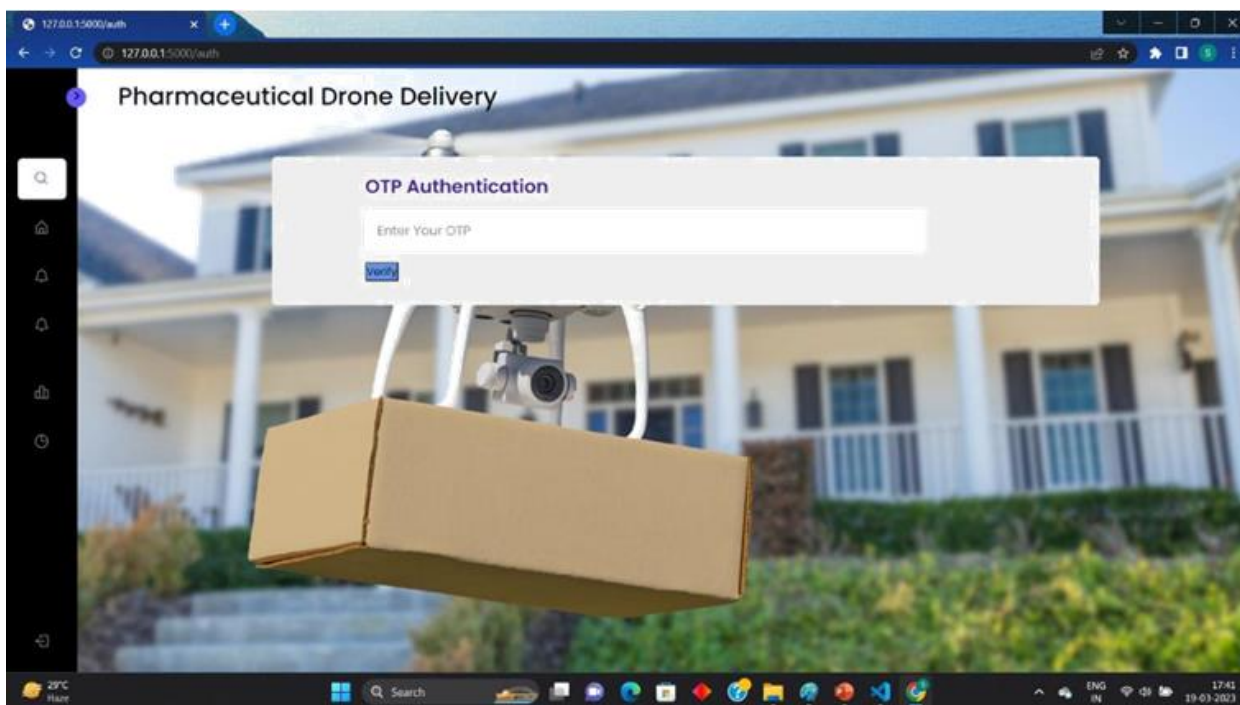 127.0.0.1:5000/auth
127.0.0.1:5000/auth
S
Pharmaceutical Drone Delivery
OTP Authentication
Enter Your OTP
Verify
29°C
Haze
Search
ENG
IN
17:41
19-03-2023